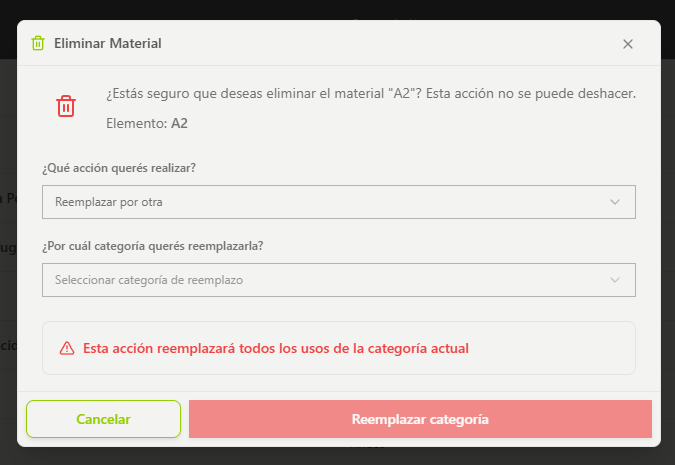 Eliminar Material
¿Estás seguro que deseas eliminar el material "A2"? Esta acción no se puede deshacer.
Elemento: A2
¿Qué acción querés realizar?
Reemplazar por otra
¿Por cuál categoría querés reemplazarla?
Seleccionar categoría de reemplazo
Esta acción reemplazará todos los usos de la categoría actual
Cancelar
Reemplazar categoría